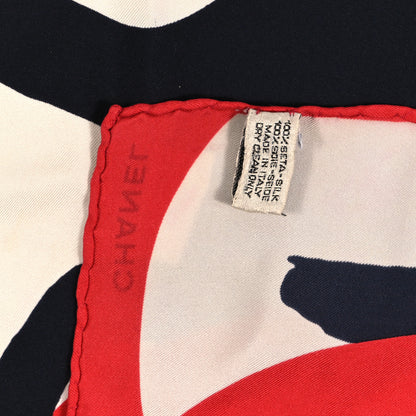 100% SETA-SILK
100% SOIE-SEIDE
MADE IN ITALY
DRY CLEAN ONLY
CHANEL